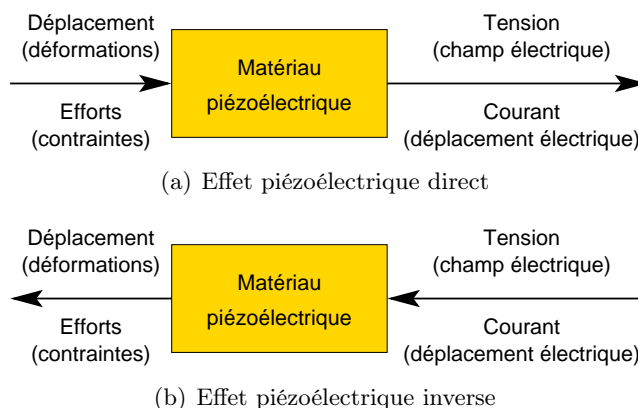 Déplacement
(déformations)
Efforts
(contraintes)
Matériau
piézoélectrique
Tension
(champ électrique)
Courant
(déplacement électrique)
(a) Effet piézoélectrique direct
Déplacement
(déformations)
Efforts
(contraintes)
Matériau
piézoélectrique
Tension
(champ électrique)
Courant
(déplacement électrique)
(b) Effet piézoélectrique inverse